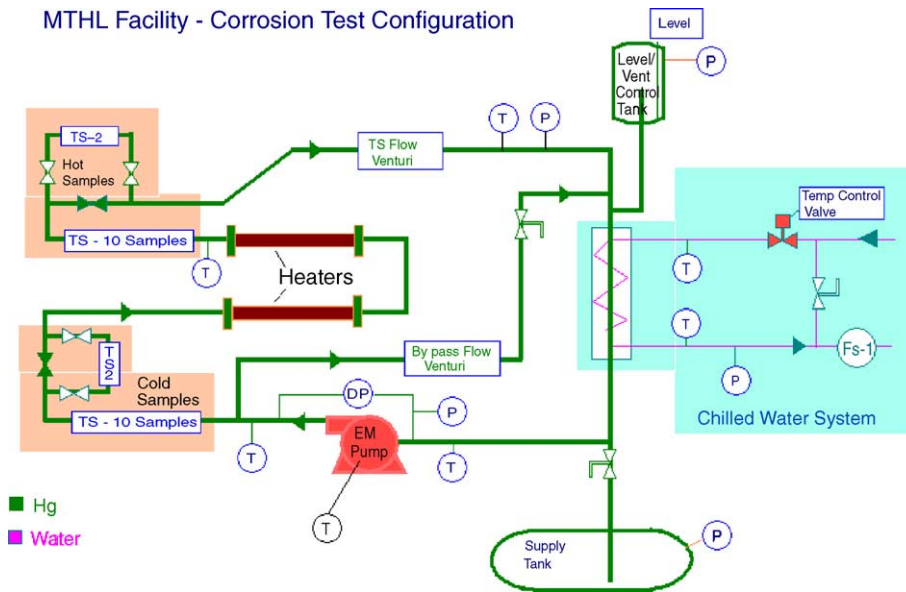 MTHL Facility - Corrosion Test Configuration
Level
P
Level/
Vent
Control
Tank
TS-2
Hot
Samples
TS Flow
Venturi
T
P
TS - 10 Samples
T
Heaters
Temp Control
Valve
T
T
P
Fs-1
Chilled Water System
By pass Flow
Venturi
TS2
Cold
Samples
TS - 10 Samples
DP
P
EM
Pump
T
T
T
Hg
Water
Supply
Tank
P